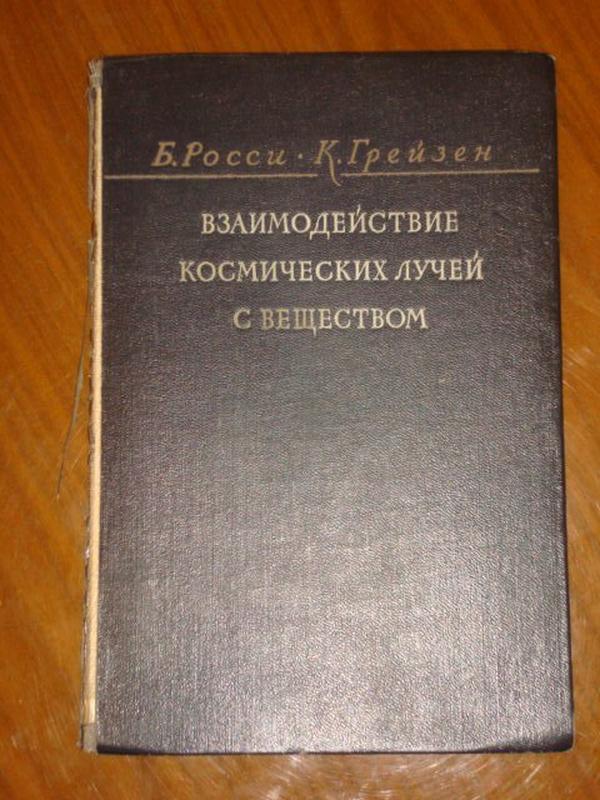 Б. Росси · К. Грейзен
ВЗАИМОДЕЙСТВИЕ
КОСМИЧЕСКИХ ЛУЧЕЙ
С ВЕЩЕСТВОМ